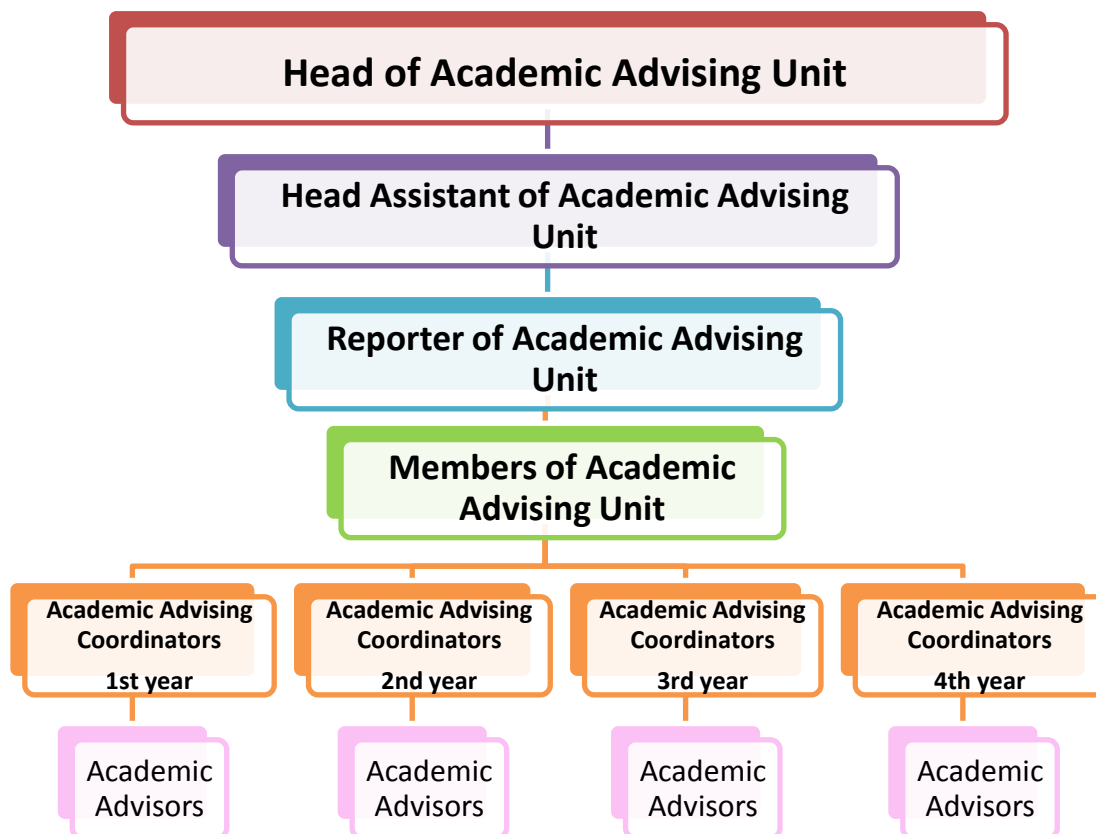 Head of Academic Advising Unit
Head Assistant of Academic Advising
Unit
Reporter of Academic Advising
Unit
Members of Academic
Advising Unit
Academic Advising
Coordinators
1st year
Academic Advising
Coordinators
2nd year
Academic Advising
Coordinators
3rd year
Academic Advising
Coordinators
4th year
Academic
Advisors
Academic
Advisors
Academic
Advisors
Academic
Advisors